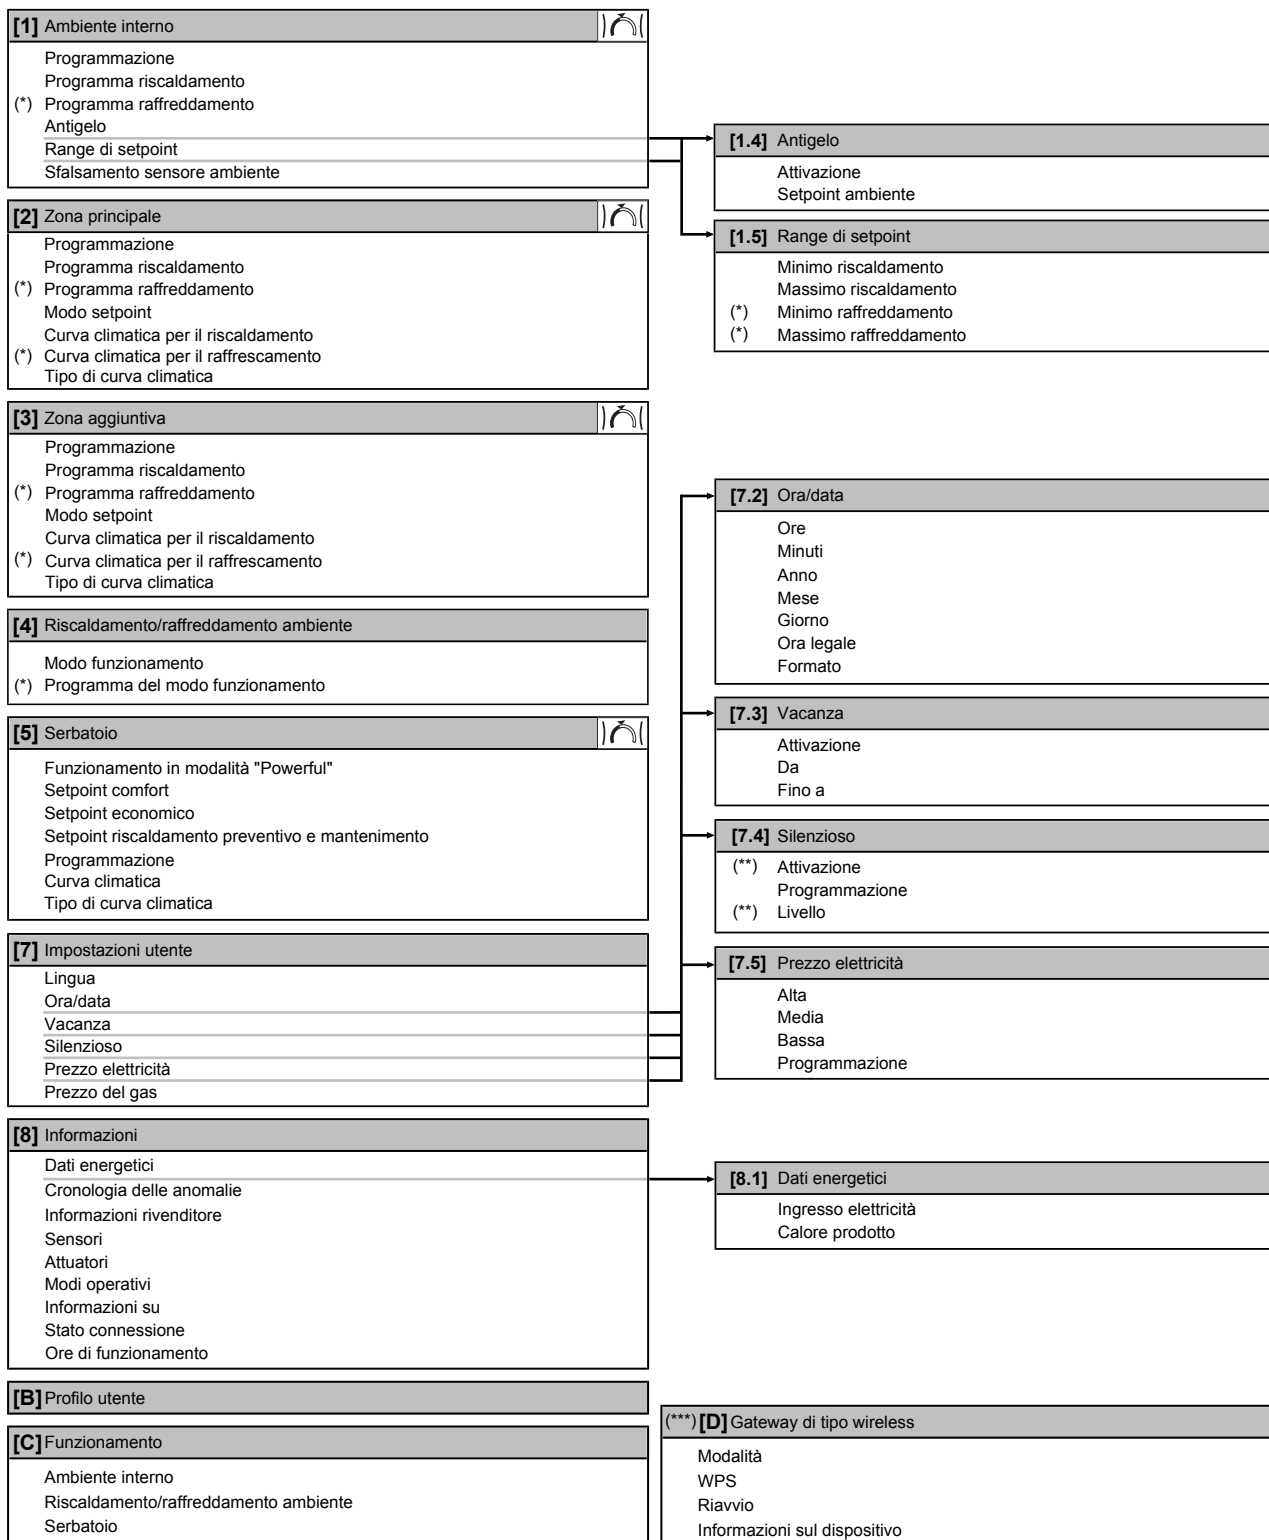 [1] Ambiente interno
Programmazione
Programma riscaldamento
(*) Programma raffreddamento
Antigelo
Range di setpoint
Sfalsamento sensore ambiente
[1.4] Antigelo
Attivazione
Setpoint ambiente
[1.5] Range di setpoint
Minimo riscaldamento
Massimo riscaldamento
(*) Minimo raffreddamento
(*) Massimo raffreddamento
[2] Zona principale
Programmazione
Programma riscaldamento
(*) Programma raffreddamento
Modo setpoint
Curva climatica per il riscaldamento
(*) Curva climatica per il raffrescamento
Tipo di curva climatica
[3] Zona aggiuntiva
Programmazione
Programma riscaldamento
(*) Programma raffreddamento
Modo setpoint
Curva climatica per il riscaldamento
(*) Curva climatica per il raffrescamento
Tipo di curva climatica
[4] Riscaldamento/raffreddamento ambiente
Modo funzionamento
(*) Programma del modo funzionamento
[5] Serbatoio
Funzionamento in modalità "Powerful"
Setpoint comfort
Setpoint economico
Setpoint riscaldamento preventivo e mantenimento
Programmazione
Curva climatica
Tipo di curva climatica
[7] Impostazioni utente
Lingua
Ora/data
Vacanza
Silenzioso
Prezzo elettricità
Prezzo del gas
[7.2] Ora/data
Ore
Minuti
Anno
Mese
Giorno
Ora legale
Formato
[7.3] Vacanza
Attivazione
Da
Fino a
[7.4] Silenzioso
(**) Attivazione
Programmazione
(**) Livello
[7.5] Prezzo elettricità
Alta
Media
Bassa
Programmazione
[8] Informazioni
Dati energetici
Cronologia delle anomalie
Informazioni rivenditore
Sensori
Attuatori
Modi operativi
Informazioni su
Stato connessione
Ore di funzionamento
[8.1] Dati energetici
Ingresso elettricità
Calore prodotto
[B] Profilo utente
[C] Funzionamento
Ambiente interno
Riscaldamento/raffreddamento ambiente
Serbatoio
(***) [D] Gateway di tipo wireless
Modalità
WPS
Riavvio
Informazioni sul dispositivo